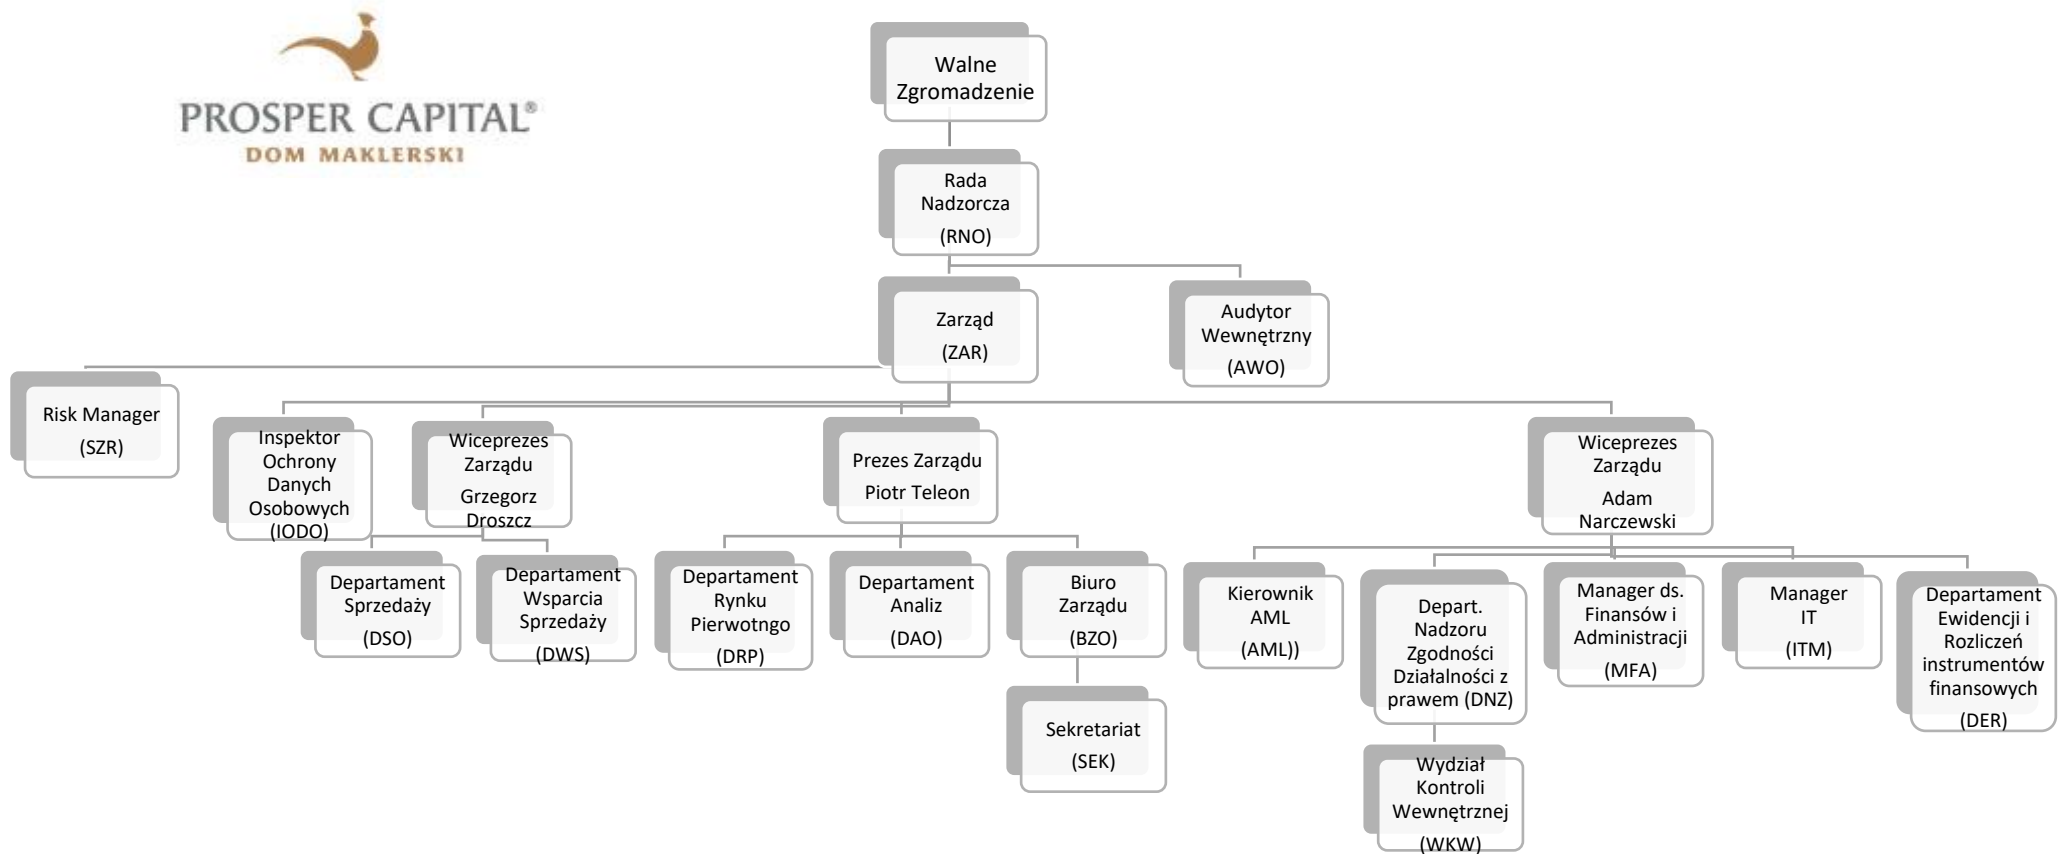 PROSPER CAPITAL®
DOM MAKLERSKI
Walne
Zgromadzenie
Rada
Nadzorcza
(RNO)
Zarząd
(ZAR)
Audytor
Wewnętrzny
(AWO)
Risk Manager
(SZR)
Inspektor
Ochrony
Danych
Osobowych
(IODO)
Wiceprezes
Zarządu
Grzegorz
Droszcz
Prezes Zarządu
Piotr Teleon
Wiceprezes
Zarządu
Adam
Narczewski
Departament
Sprzedaży
(DSO)
Departament
Wsparcia
Sprzedaży
(DWS)
Departament
Rynku
Pierwotngo
(DRP)
Departament
Analiz
(DAO)
Biuro
Zarządu
(BZO)
Kierownik
AML
(AML))
Depart.
Nadzoru
Zgodności
Działalności z
prawem (DNZ)
Manager ds.
Finansów i
Administracji
(MFA)
Manager
IT
(ITM)
Departament
Ewidencji i
Rozliczeń
instrumentów
finansowych
(DER)
Sekretariat
(SEK)
Wydział
Kontroli
Wewnętrznej
(WKW)